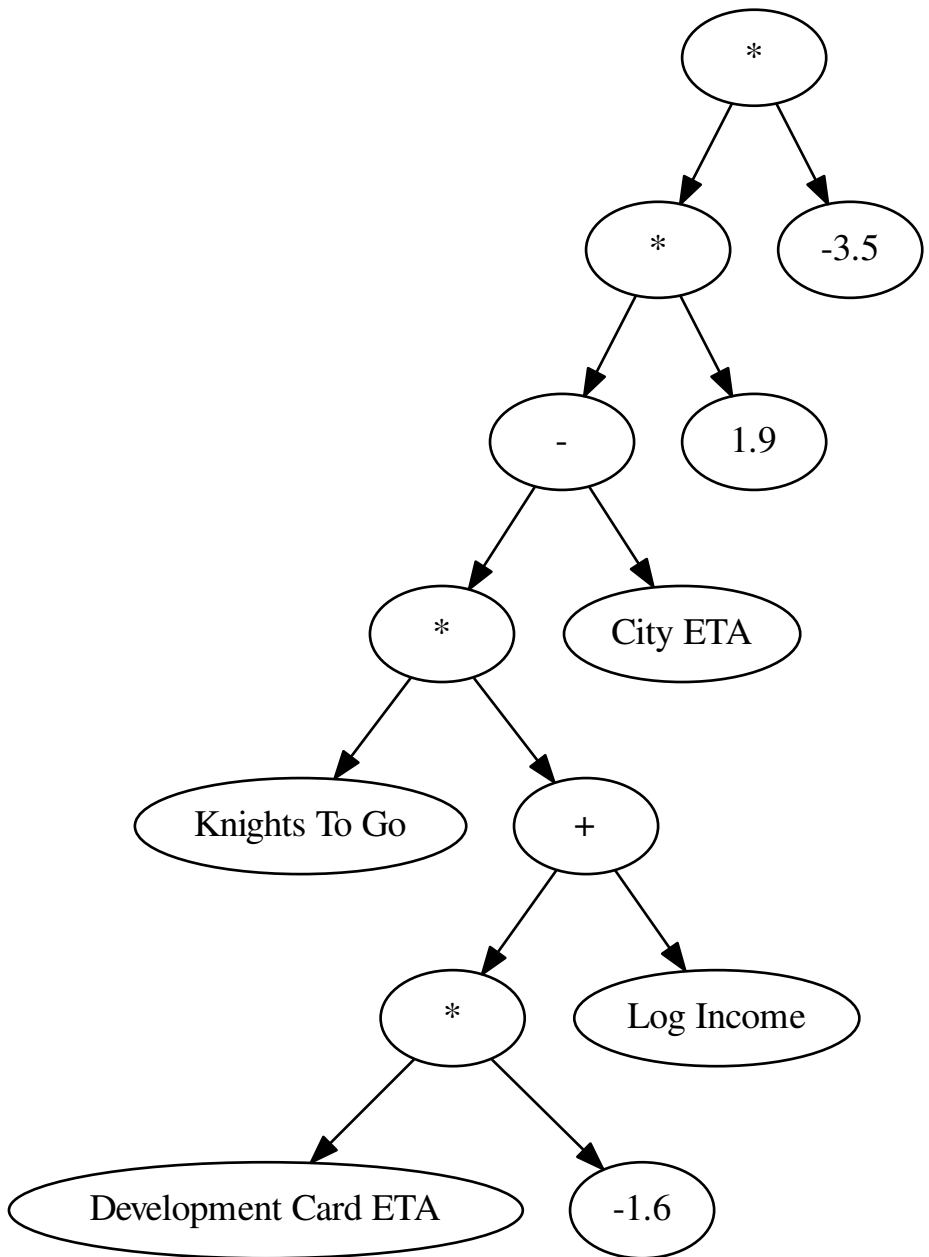 *
*
-3.5
-
1.9
*
City ETA
Knights To Go
+
*
Log Income
Development Card ETA
-1.6